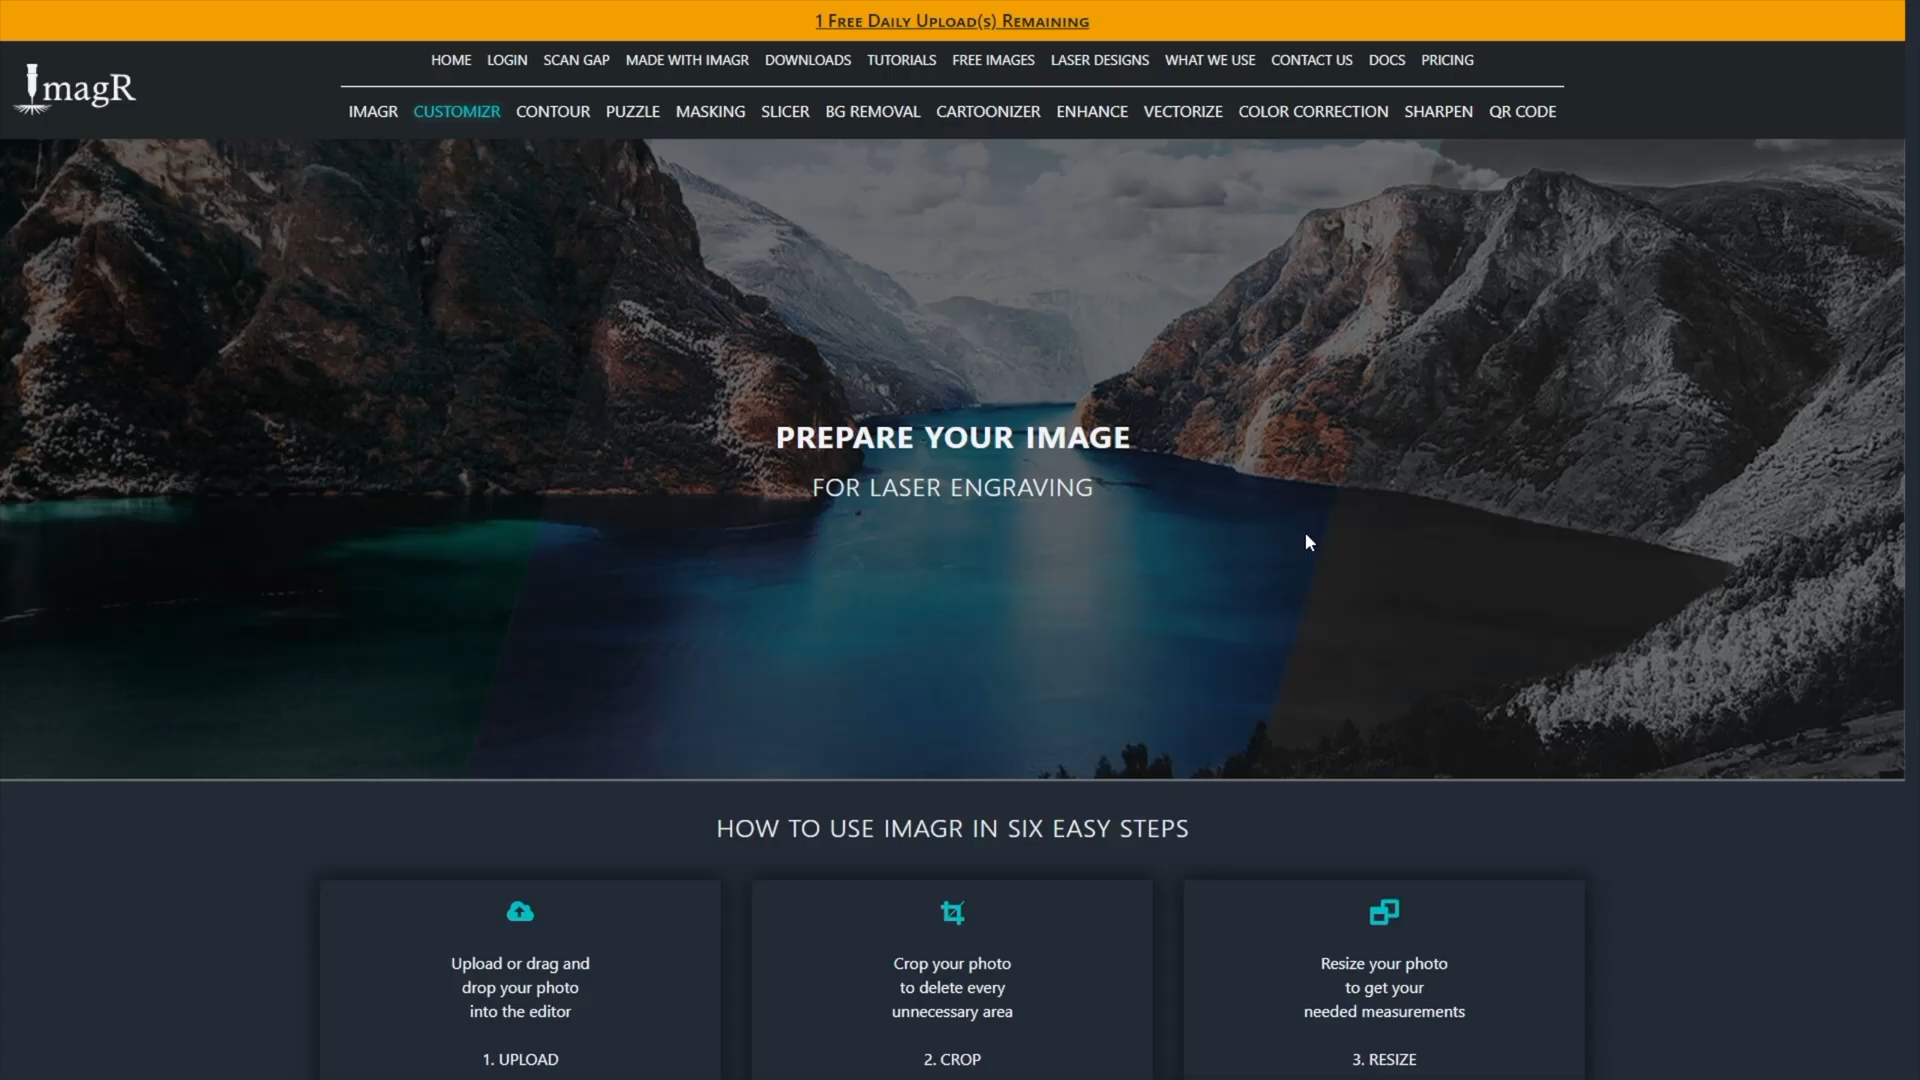 1 Free Daily Upload(s) Remaining
ImagR
HOME LOGIN SCAN GAP MADE WITH IMAGR DOWNLOADS TUTORIALS FREE IMAGES LASER DESIGNS WHAT WE USE CONTACT US DOCS PRICING
IMAGR CUSTOMIZR CONTOUR PUZZLE MASKING SLICER BG REMOVAL CARTOONIZER ENHANCE VECTORIZE COLOR CORRECTION SHARPEN QR CODE
PREPARE YOUR IMAGE
FOR LASER ENGRAVING
HOW TO USE IMAGR IN SIX EASY STEPS
Upload or drag and
drop your photo
into the editor
1. UPLOAD
Crop your photo
to delete every
unnecessary area
2. CROP
Resize your photo
to get your
needed measurements
3. RESIZE